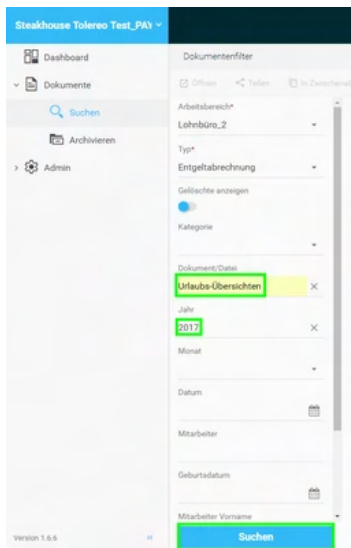 Steakhouse Tolereo Test_PAY
Dashboard
Dokumente
Suchen
Archivieren
Admin
Version 1.6.6
Dokumentenfilter
Öffnen Teilen In Zwischenabl
Arbeitsbereich*
Lohnbüro_2
Typ*
Entgeltabrechnung
Gelöschte anzeigen
Kategorie
Dokument/Datei
Urlaubs-Übersichten
Jahr
2017
Monat
Datum
Mitarbeiter
Geburtsdatum
Mitarbeiter Vorname
Suchen